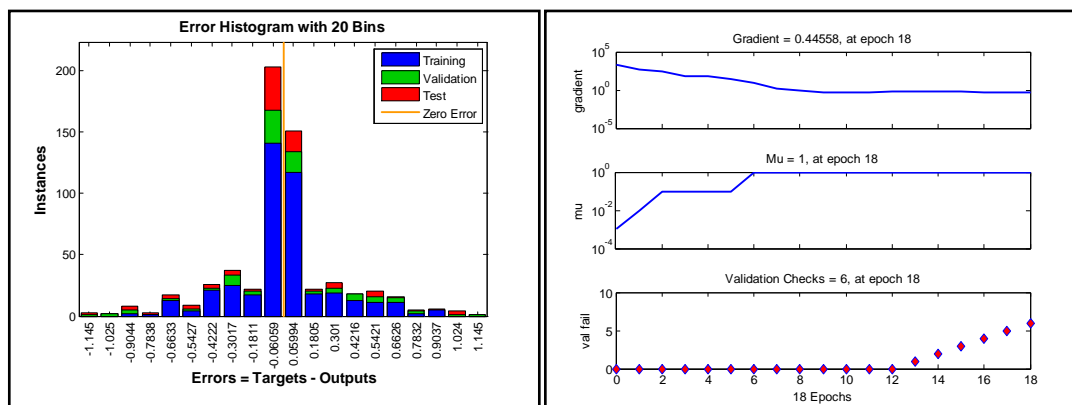 Error Histogram with 20 Bins
200
150
100
50
0
Instances
Training
Validation
Test
Zero Error
-1.145
-1.025
-0.9044
-0.7838
-0.6633
-0.5427
-0.4222
-0.3017
-0.1811
-0.06059
0.05994
0.1805
0.301
0.4216
0.5421
0.6626
0.7832
0.9037
1.024
1.145
Errors = Targets - Outputs
Gradient = 0.44558, at epoch 18
10^5
10^0
10^-5
gradient
Mu = 1, at epoch 18
10^0
10^-2
10^-4
mu
Validation Checks = 6, at epoch 18
10
5
0
val fail
0 2 4 6 8 10 12 14 16 18
18 Epochs